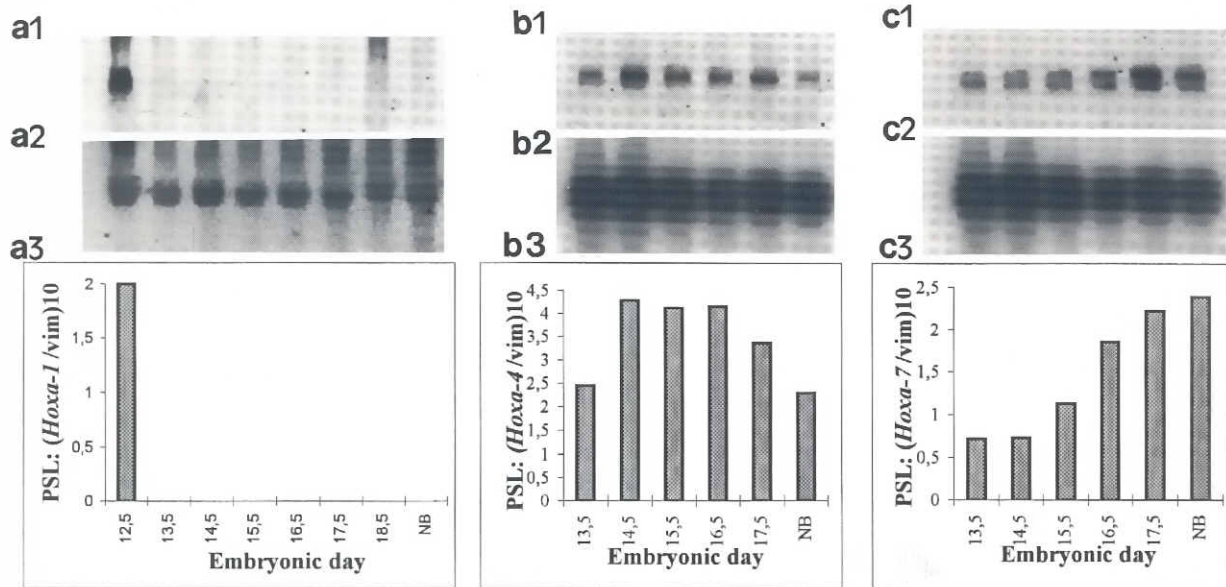 a1
a2
a3
PSL: (Hoxa-1 /vim)10
2
1,5
1
0,5
0
12,5
13,5
14,5
15,5
16,5
17,5
18,5
NB
Embryonic day
b1
b2
b3
PSL: (Hoxa-4 /vim)10
4,5
4
3,5
3
2,5
2
1,5
1
0,5
0
13,5
14,5
15,5
16,5
17,5
NB
Embryonic day
c1
c2
c3
PSL: (Hoxa-7 /vim)10
2,5
2
1,5
1
0,5
0
13,5
14,5
15,5
16,5
17,5
NB
Embryonic day